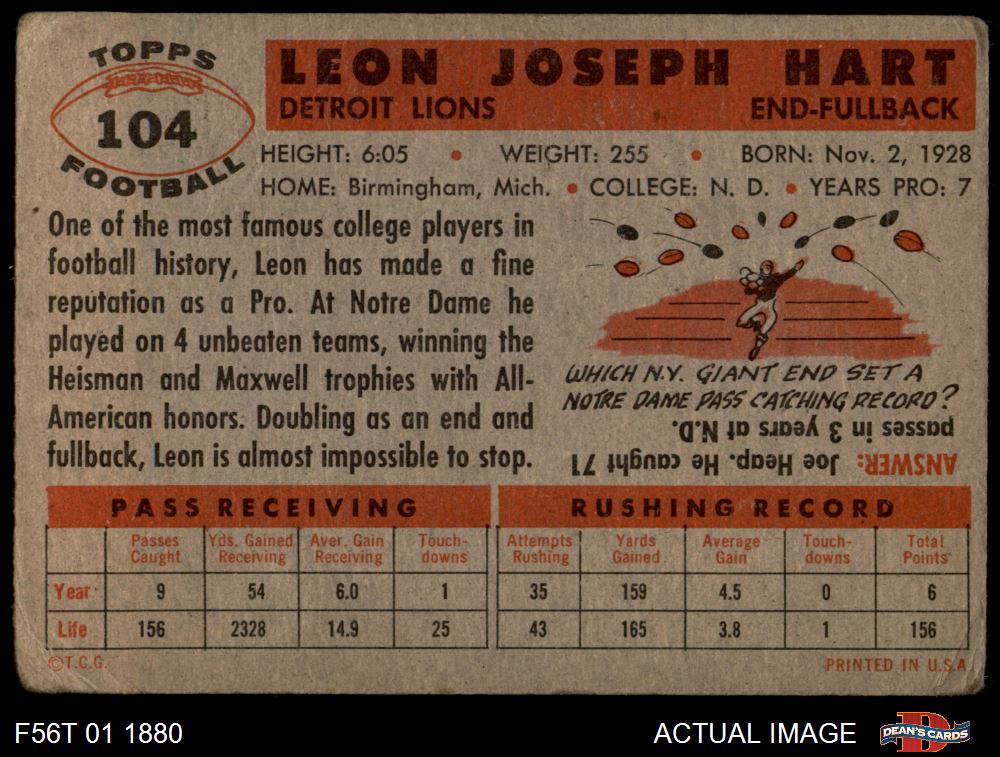 TOPPS
104
FOOTBALL
LEON JOSEPH HART
DETROIT LIONS END-FULLBACK
HEIGHT: 6:05 • WEIGHT: 255 • BORN: Nov. 2, 1928
HOME: Birmingham, Mich. • COLLEGE: N. D. • YEARS PRO: 7
One of the most famous college players in
football history, Leon has made a fine
reputation as a Pro. At Notre Dame he
played on 4 unbeaten teams, winning the
Heisman and Maxwell trophies with All-
American honors. Doubling as an end and
fullback, Leon is almost impossible to stop.
WHICH N.Y. GIANT END SET A
NOTRE DAME PASS CATCHING RECORD?
ANSWER: Joe Heap. He caught 71
passes in 3 years at N.D.
PASS RECEIVING
Passes Caught Yds. Gained Receiving Aver. Gain Receiving Touch-downs
Year 9 54 6.0 1
Life 156 2328 14.9 25
RUSHING RECORD
Attempts Rushing Yards Gained Average Gain Touch-downs Total Points
35 159 4.5 0 6
43 165 3.8 1 156
©T.C.G. PRINTED IN U.S.A.
F56T 01 1880 ACTUAL IMAGE DEAN'S CARDS